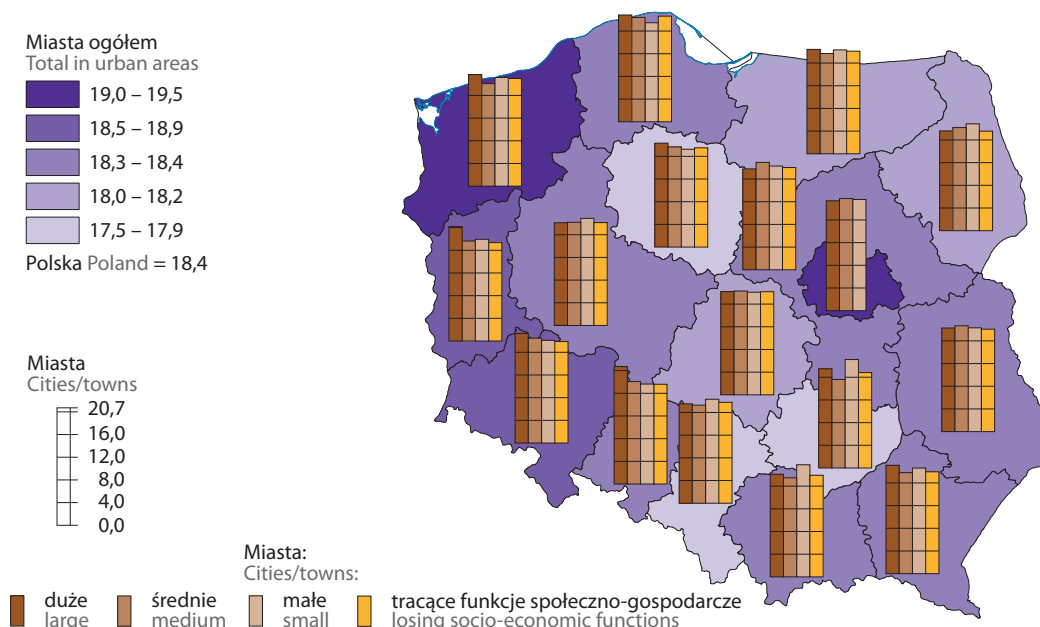 Miasta ogółem
Total in urban areas
19,0 – 19,5
18,5 – 18,9
18,3 – 18,4
18,0 – 18,2
17,5 – 17,9
Polska Poland = 18,4
Miasta
Cities/towns
20,7
16,0
12,0
8,0
4,0
0,0
Miasta:
Cities/towns:
duże
large
średnie
medium
małe
small
tracące funkcje społeczno-gospodarcze
losing socio-economic functions